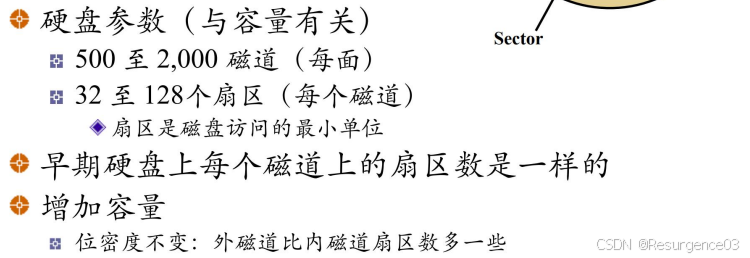 硬盘参数（与容量有关）
Sector
500 至 2,000 磁道（每面）
32 至 128个扇区（每个磁道）
扇区是磁盘访问的最小单位
早期硬盘上每个磁道上的扇区数是一样的
增加容量
位密度不变：外磁道比内磁道扇区数多一些
CSDN @Resurgence03